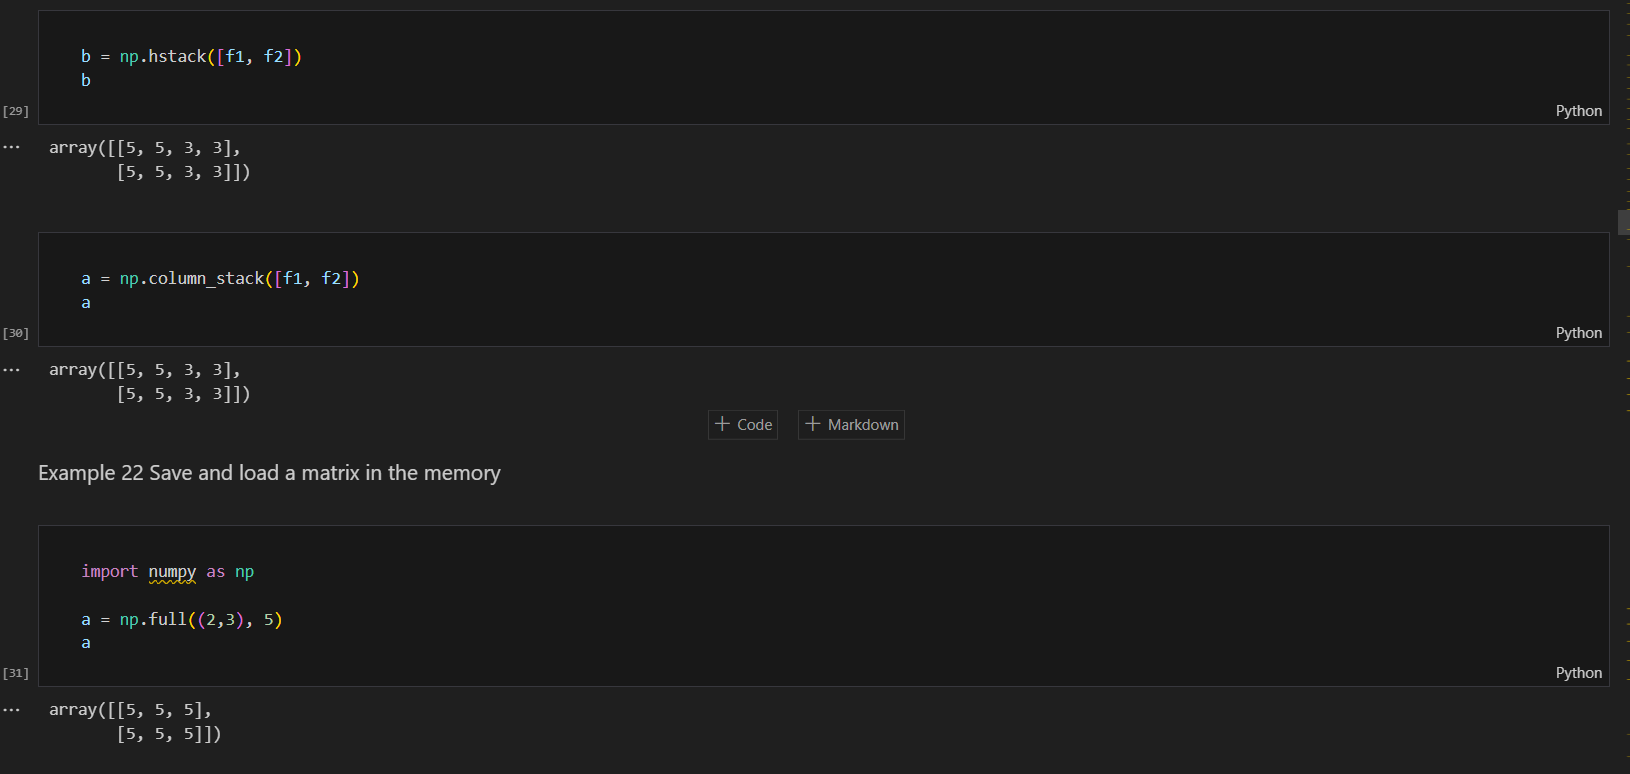 b = np.hstack([f1, f2])
b
[29]
Python
array([[5, 5, 3, 3],
       [5, 5, 3, 3]])
a = np.column_stack([f1, f2])
a
[30]
Python
array([[5, 5, 3, 3],
       [5, 5, 3, 3]])
+ Code + Markdown
Example 22 Save and load a matrix in the memory
import numpy as np
a = np.full((2,3), 5)
a
[31]
Python
array([[5, 5, 5],
       [5, 5, 5]])